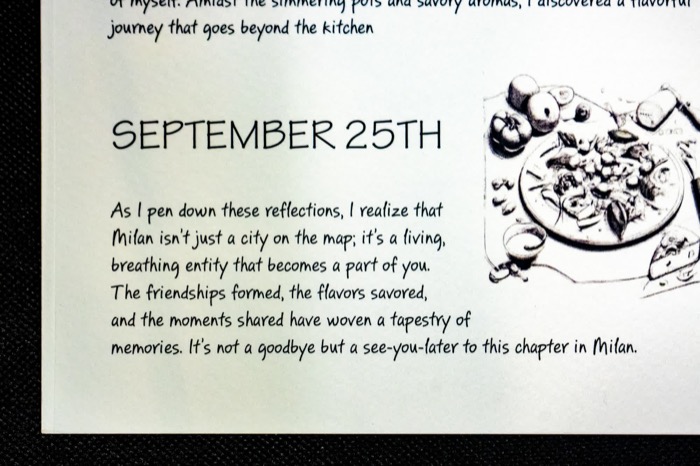 of myself. Amidst the simmering pots and savory aromas, I discovered a flavorful
journey that goes beyond the kitchen
SEPTEMBER 25TH
As I pen down these reflections, I realize that
Milan isn't just a city on the map; it's a living,
breathing entity that becomes a part of you.
The friendships formed, the flavors savored,
and the moments shared have woven a tapestry of
memories. It's not a goodbye but a see-you-later to this chapter in Milan.